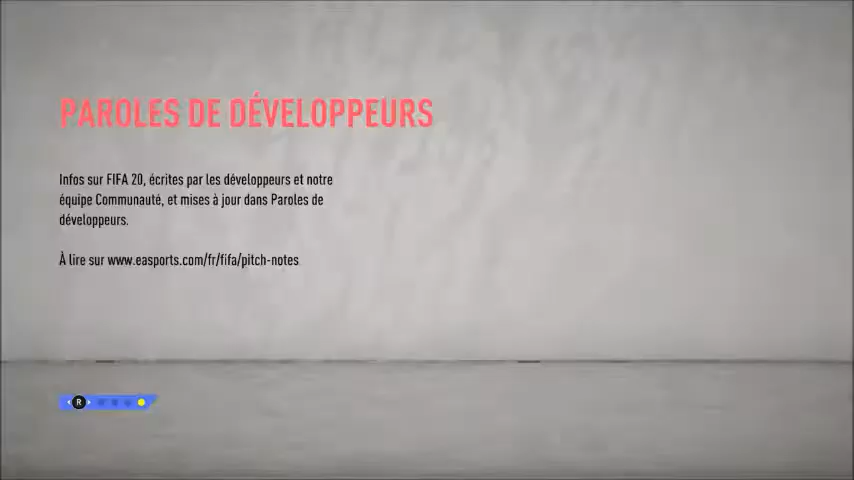 PAROLES DE DÉVELOPPEURS
Infos sur FIFA 20, écrites par les développeurs et notre
équipe Communauté, et mises à jour dans Paroles de
développeurs.
À lire sur www.easports.com/fr/fifa/pitch-notes
R